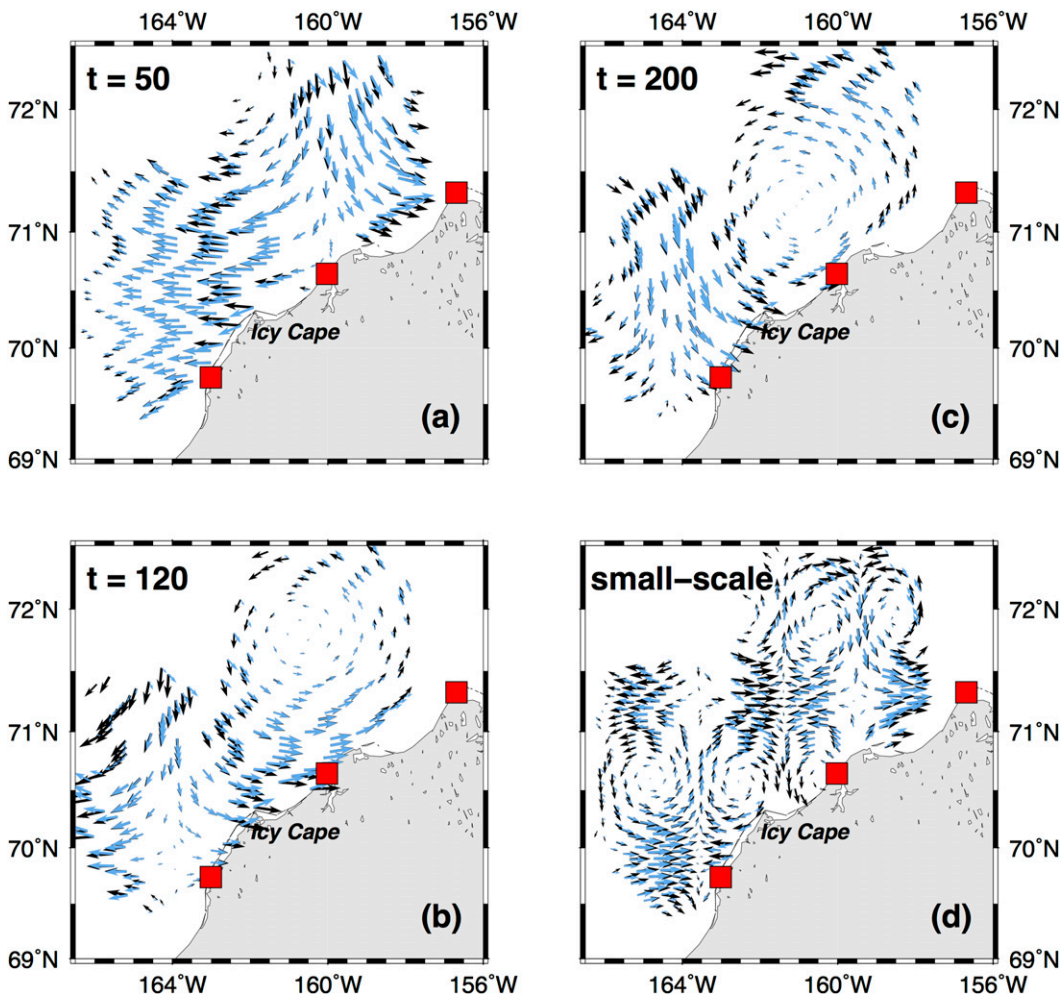 164˚W 160˚W 156˚W 164˚W 160˚W 156˚W
t = 50 t = 200
72˚N 72˚N
71˚N 71˚N
Icy Cape Icy Cape
70˚N 70˚N
(a) (c)
69˚N 69˚N
t = 120 small−scale
72˚N 72˚N
71˚N 71˚N
Icy Cape Icy Cape
70˚N 70˚N
(b) (d)
69˚N 69˚N
164˚W 160˚W 156˚W 164˚W 160˚W 156˚W